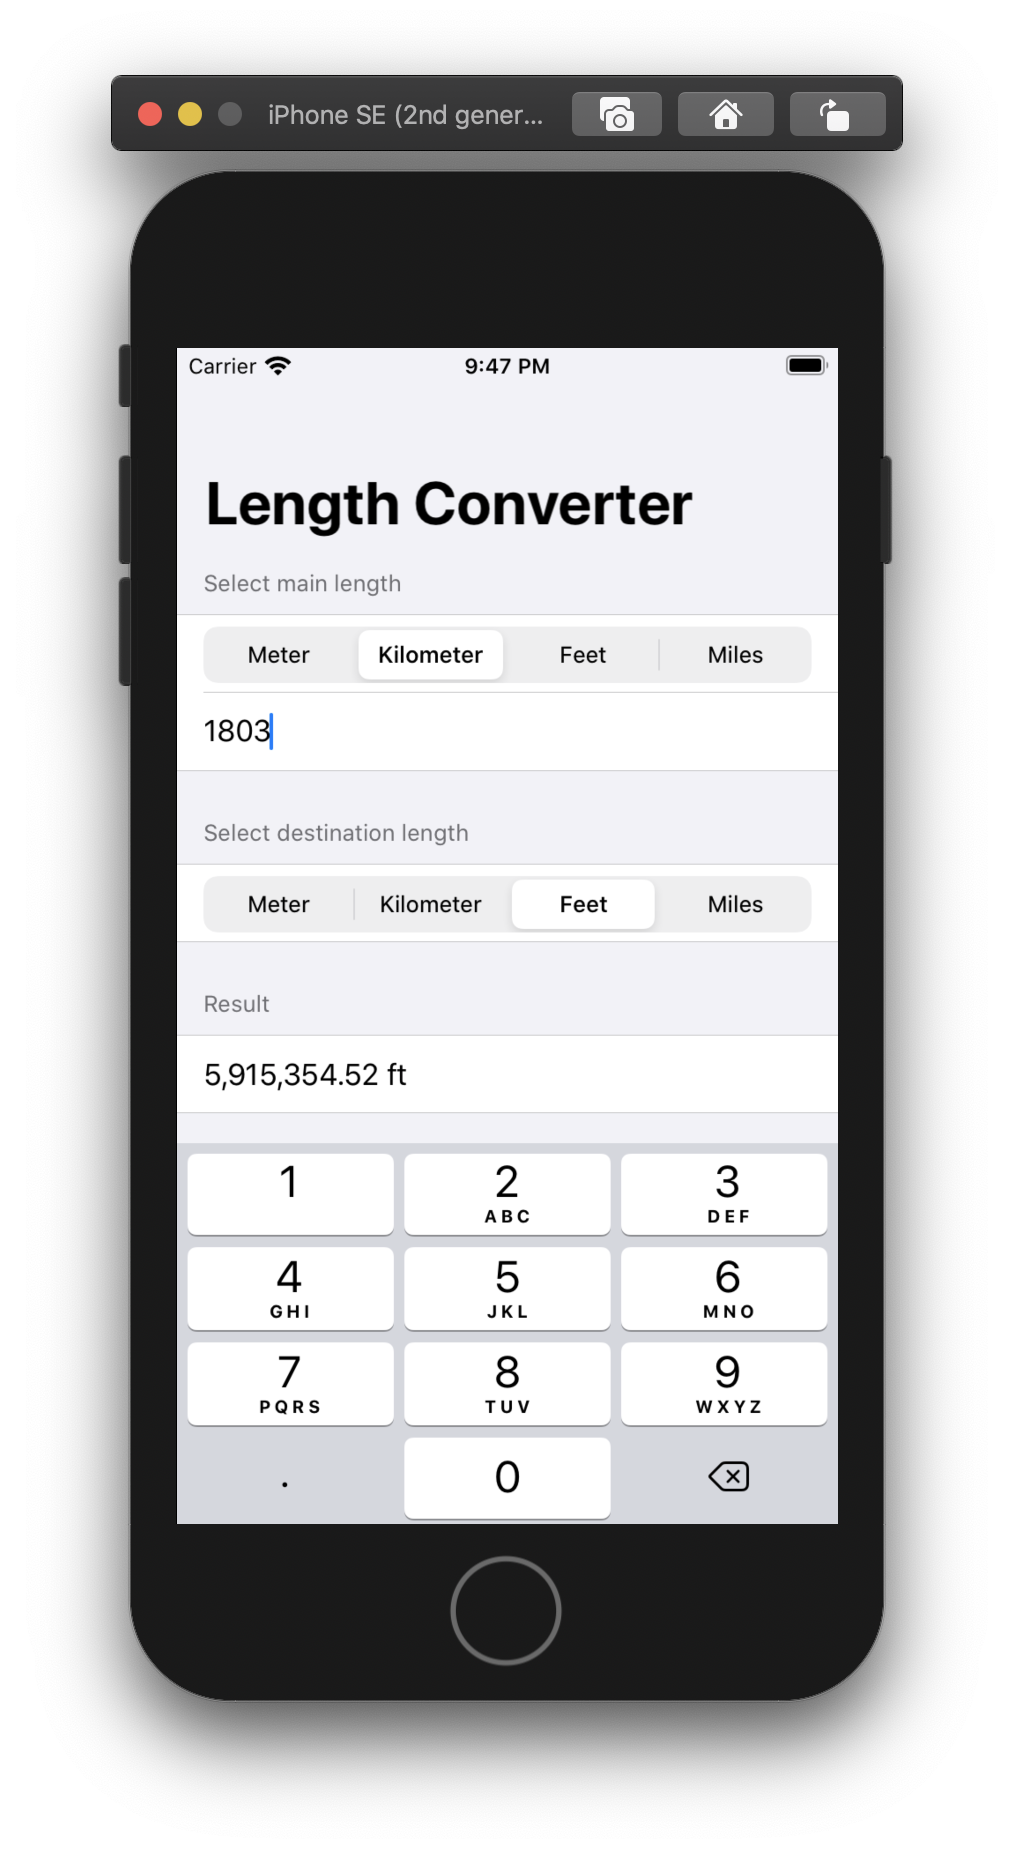 iPhone SE (2nd gener...
Carrier 9:47 PM
Length Converter
Select main length
Meter Kilometer Feet Miles
1803
Select destination length
Meter Kilometer Feet Miles
Result
5,915,354.52 ft
1 2 3
ABC DEF
4 5 6
GHI JKL MNO
7 8 9
PQRS TUV WXYZ
. 0